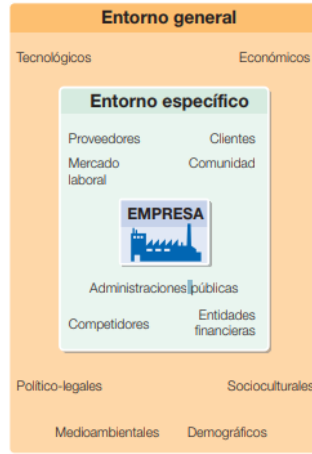 Entorno general
Tecnológicos Económicos
Entorno específico
Proveedores Clientes
Mercado Comunidad
laboral
EMPRESA
Administraciones públicas
Competidores Entidades
financieras
Político-legales Socioculturales
Medioambientales Demográficos